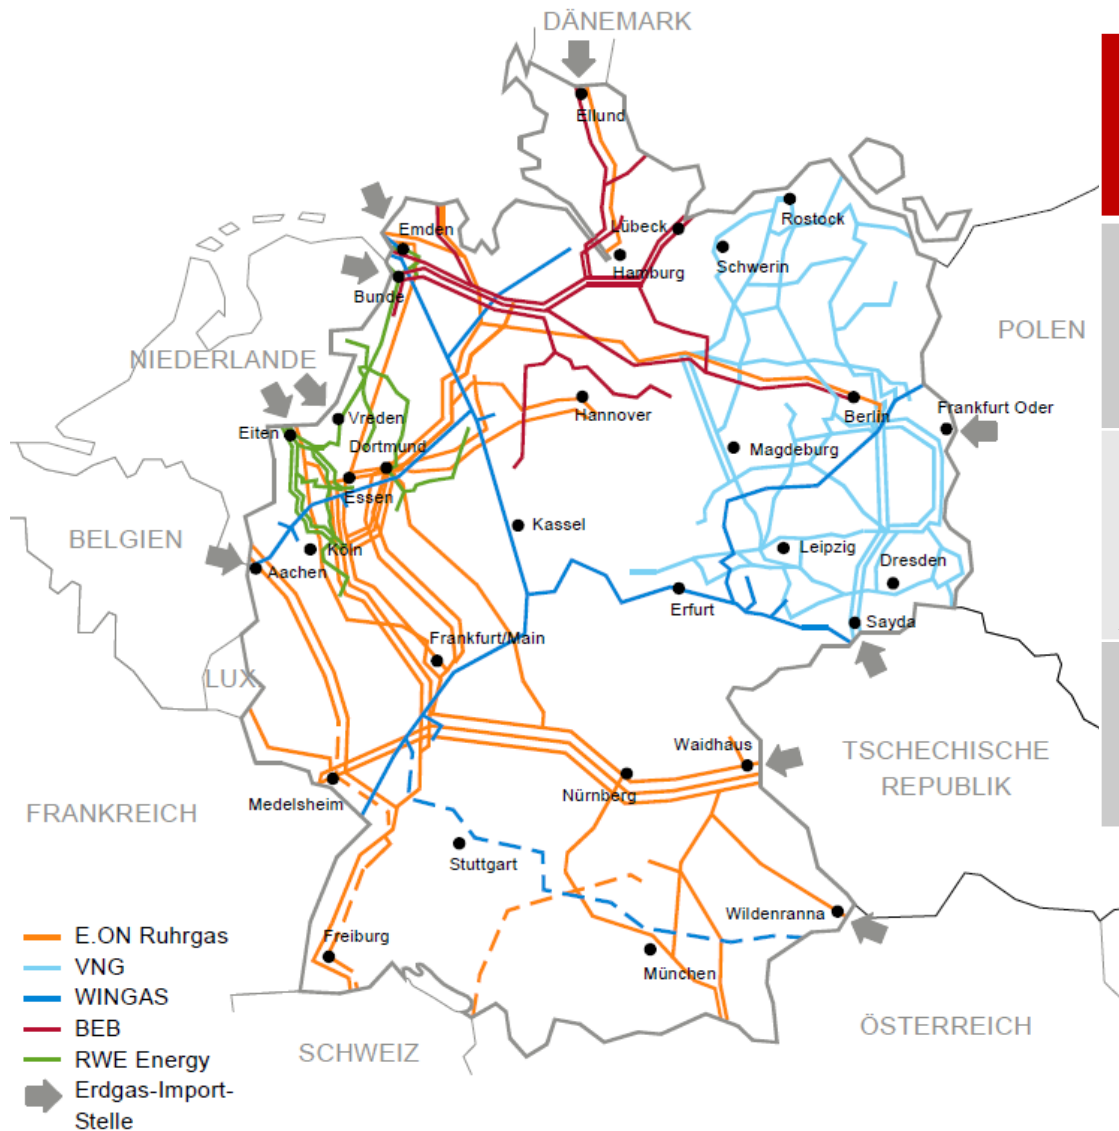 DÄNEMARK
Ellund
Rostock
Lübeck
Emden
Schwerin
Hamburg
Bunde
POLEN
NIEDERLANDE
Hannover
Berlin
Frankfurt Oder
Vreden
Eiten
Dortmund
Magdeburg
Essen
Kassel
BELGIEN
Köln
Leipzig
Dresden
Aachen
Erfurt
Sayda
Frankfurt/Main
LUX.
Waidhaus
TSCHECHISCHE
REPUBLIK
Nürnberg
Medelsheim
FRANKREICH
Stuttgart
Wildenranna
Freiburg
München
E.ON Ruhrgas
VNG
WINGAS
BEB
RWE Energy
Erdgas-Import-
Stelle
SCHWEIZ
ÖSTERREICH